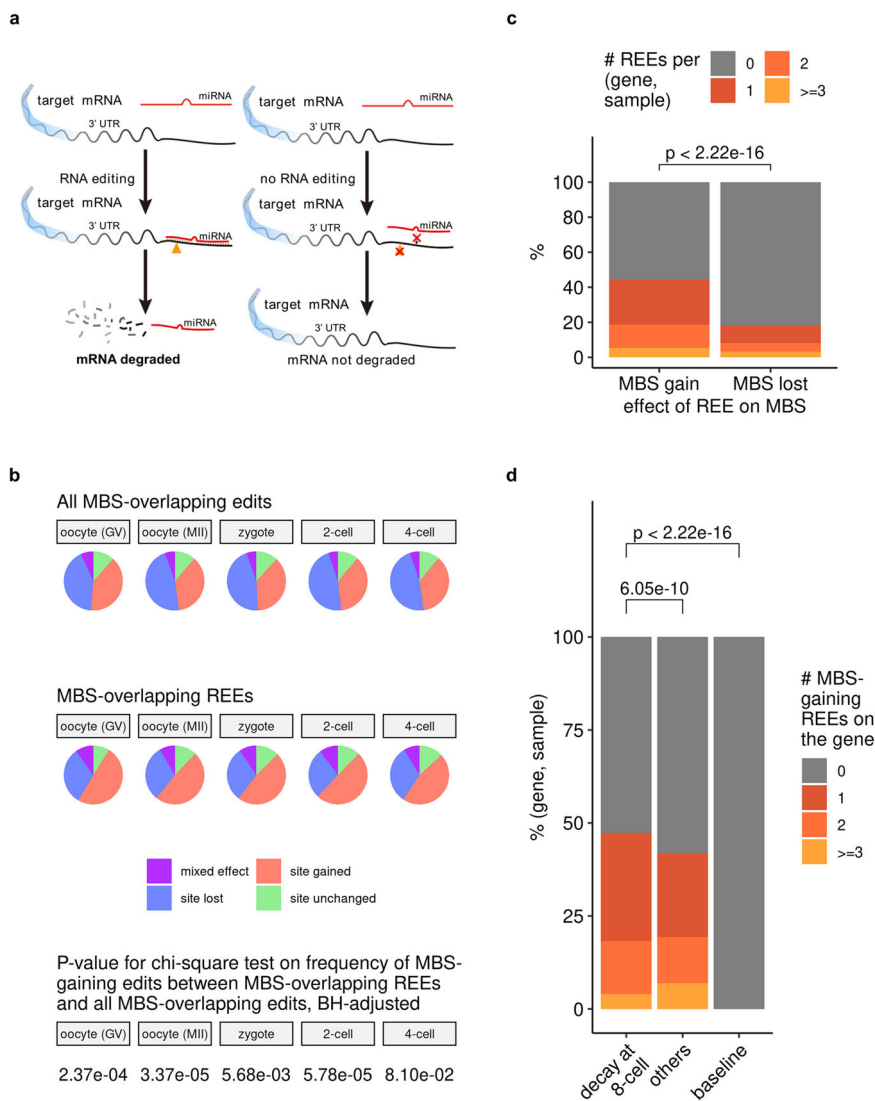 a
target mRNA
miRNA
3' UTR
RNA editing
target mRNA
3' UTR
miRNA
target mRNA
miRNA
3' UTR
no RNA editing
target mRNA
3' UTR
miRNA
miRNA
mRNA degraded
target mRNA
3' UTR
mRNA not degraded
c
# REEs per
(gene,
sample)
0
1
2
>=3
p < 2.22e-16
%
100
80
60
40
20
0
MBS gain
MBS lost
effect of REE on MBS
b
All MBS-overlapping edits
oocyte (GV)
oocyte (MII)
zygote
2-cell
4-cell
MBS-overlapping REEs
oocyte (GV)
oocyte (MII)
zygote
2-cell
4-cell
mixed effect
site lost
site gained
site unchanged
P-value for chi-square test on frequency of MBS-
gaining edits between MBS-overlapping REEs
and all MBS-overlapping edits, BH-adjusted
oocyte (GV)
oocyte (MII)
zygote
2-cell
4-cell
2.37e-04
3.37e-05
5.68e-03
5.78e-05
8.10e-02
d
p < 2.22e-16
6.05e-10
% (gene, sample)
100
75
50
25
0
decay at
8-cell
others
baseline
# MBS-
gaining
REEs on
the gene
0
1
2
>=3